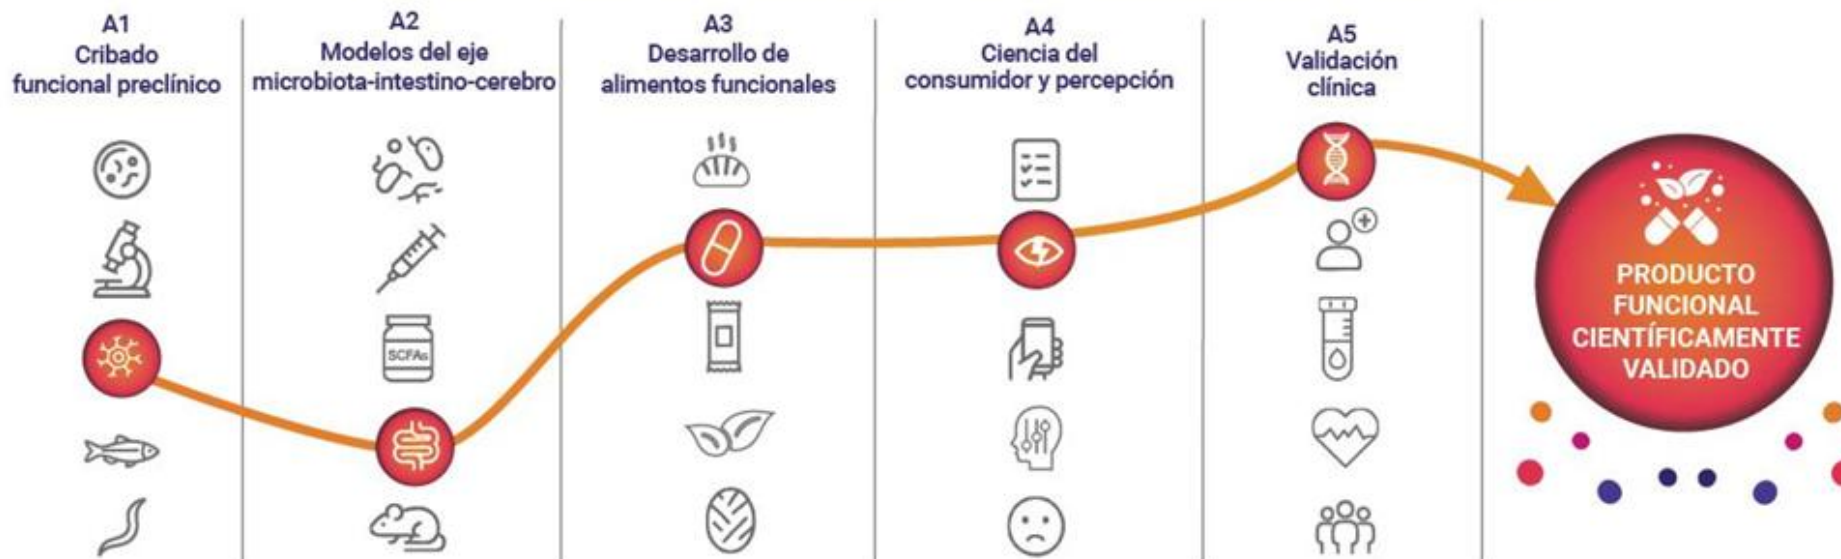 A1
Cribado
funcional preclínico
A2
Modelos del eje
microbiota-intestino-cerebro
SCFAs
A3
Desarrollo de
alimentos funcionales
A4
Ciencia del
consumidor y percepción
A5
Validación
clínica
PRODUCTO
FUNCIONAL
CIENTÍFICAMENTE
VALIDADO